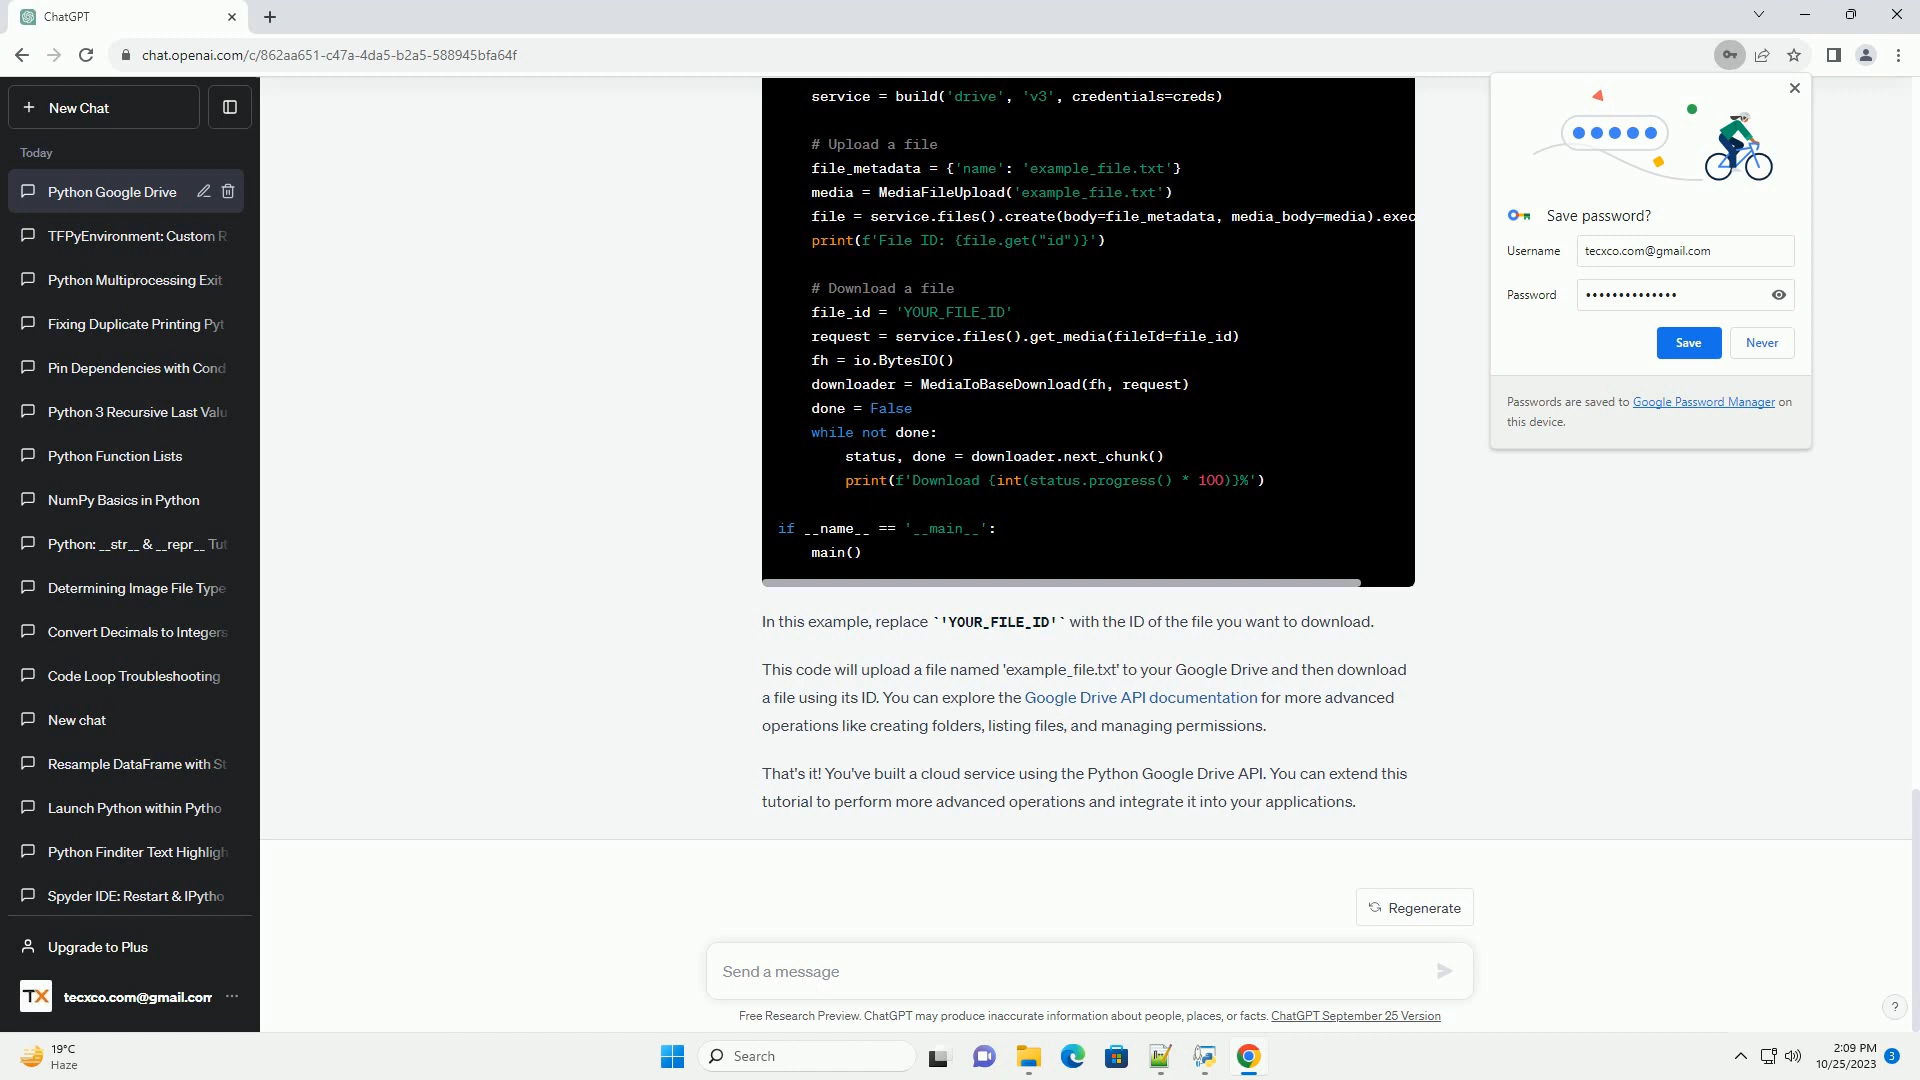 ChatGPT
chat.openai.com/c/862aa651-c47a-4da5-b2a5-588945bfa64f
New Chat
Today
Python Google Drive
TFPyEnvironment: Custom R
Python Multiprocessing Exit
Fixing Duplicate Printing Pyt
Pin Dependencies with Cond
Python 3 Recursive Last Valu
Python Function Lists
NumPy Basics in Python
Python: __str__ & __repr__ Tut
Determining Image File Type
Convert Decimals to Integers
Code Loop Troubleshooting
New chat
Resample DataFrame with St
Launch Python within Pytho
Python Finditer Text Highligh
Spyder IDE: Restart & IPytho
Upgrade to Plus
TX tecxco.com@gmail.com
service = build('drive', 'v3', credentials=creds)
# Upload a file
file_metadata = {'name': 'example_file.txt'}
media = MediaFileUpload('example_file.txt')
file = service.files().create(body=file_metadata, media_body=media).exec
print(f'File ID: {file.get("id")}')
# Download a file
file_id = 'YOUR_FILE_ID'
request = service.files().get_media(fileId=file_id)
fh = io.BytesIO()
downloader = MediaIoBaseDownload(fh, request)
done = False
while not done:
status, done = downloader.next_chunk()
print(f'Download {int(status.progress() * 100)}%')
if __name__ == '__main__':
main()
In this example, replace `'YOUR_FILE_ID'` with the ID of the file you want to download.
This code will upload a file named 'example_file.txt' to your Google Drive and then download
a file using its ID. You can explore the Google Drive API documentation for more advanced
operations like creating folders, listing files, and managing permissions.
That's it! You've built a cloud service using the Python Google Drive API. You can extend this
tutorial to perform more advanced operations and integrate it into your applications.
Regenerate
Send a message
Free Research Preview. ChatGPT may produce inaccurate information about people, places, or facts. ChatGPT September 25 Version
?
Save password?
Username tecxco.com@gmail.com
Password ••••••••••••••
Save Never
Passwords are saved to Google Password Manager on
this device.
19°C
Haze
Search
2:09 PM
10/25/2023
3